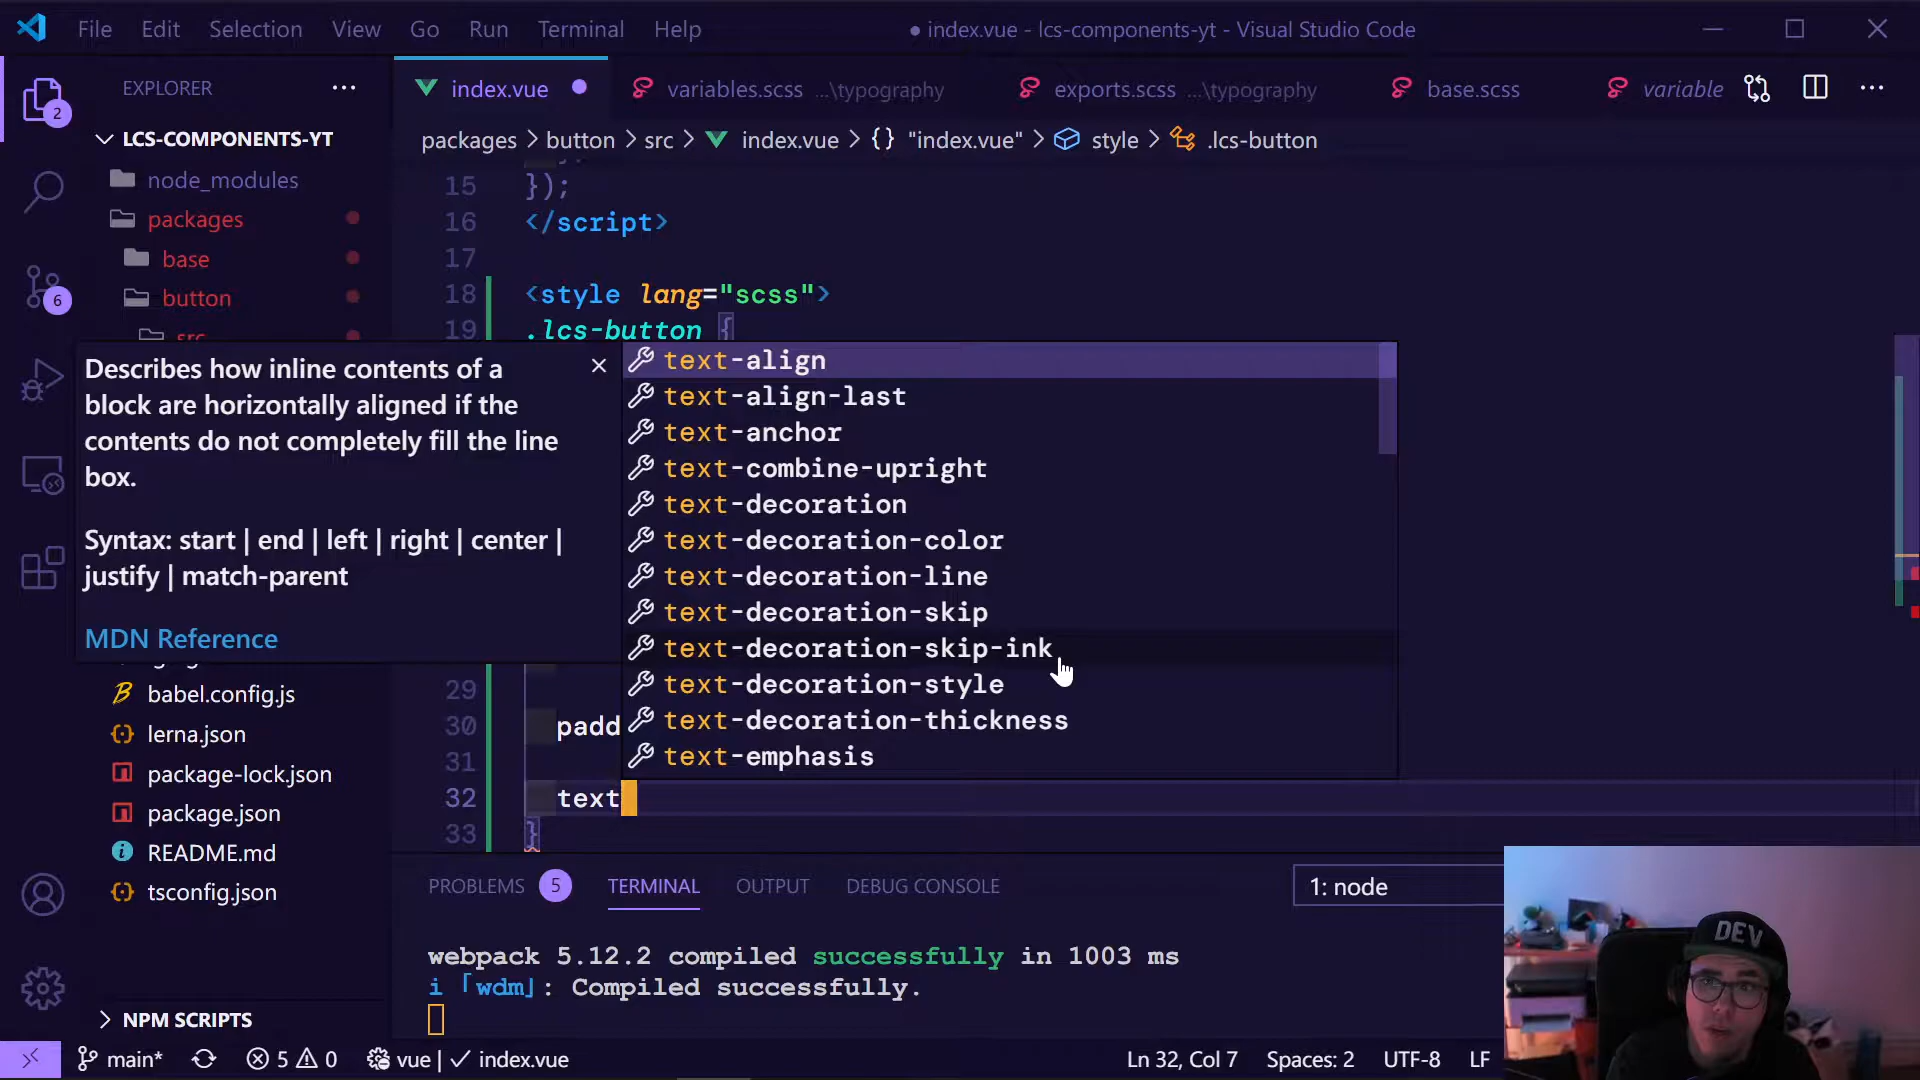 File Edit Selection View Go Run Terminal Help
● index.vue - lcs-components-yt - Visual Studio Code
EXPLORER
index.vue
variables.scss ...\typography
exports.scss ...\typography
base.scss
variable
2
LCS-COMPONENTS-YT
packages > button > src > index.vue > {} "index.vue" > style > .lcs-button
node_modules
packages
base
button
src
6
15 });
16 </script>
17
18 <style lang="scss">
19 .lcs-button {
Describes how inline contents of a
block are horizontally aligned if the
contents do not completely fill the line
box.
Syntax: start | end | left | right | center |
justify | match-parent
MDN Reference
text-align
text-align-last
text-anchor
text-combine-upright
text-decoration
text-decoration-color
text-decoration-line
text-decoration-skip
text-decoration-skip-ink
text-decoration-style
text-decoration-thickness
text-emphasis
29
30 padd
31
32 text
33 }
babel.config.js
lerna.json
package-lock.json
package.json
README.md
tsconfig.json
NPM SCRIPTS
PROBLEMS 5 TERMINAL OUTPUT DEBUG CONSOLE
1: node
webpack 5.12.2 compiled successfully in 1003 ms
i ｢wdm｣: Compiled successfully.
DEV
main* 5 0 vue | ✓ index.vue
Ln 32, Col 7 Spaces: 2 UTF-8 LF